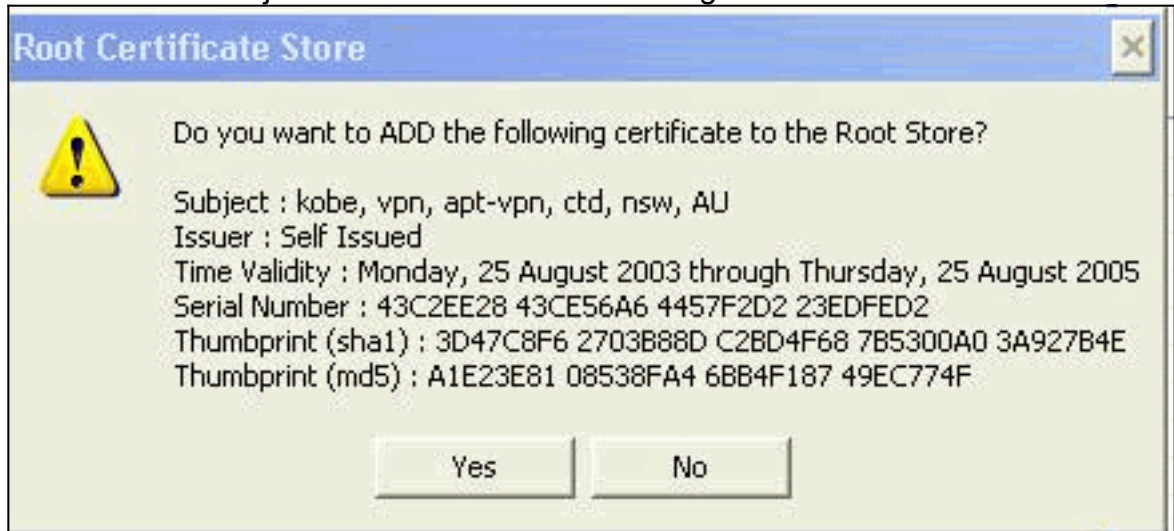 Root Certificate Store
Do you want to ADD the following certificate to the Root Store?
Subject : kobe, vpn, apt-vpn, ctd, nsw, AU
Issuer : Self Issued
Time Validity : Monday, 25 August 2003 through Thursday, 25 August 2005
Serial Number : 43C2EE28 43CE56A6 4457F2D2 23EDFED2
Thumbprint (sha1) : 3D47C8F6 2703B88D C2BD4F68 7B5300A0 3A927B4E
Thumbprint (md5) : A1E23E81 08538FA4 6BB4F187 49EC774F
Yes No